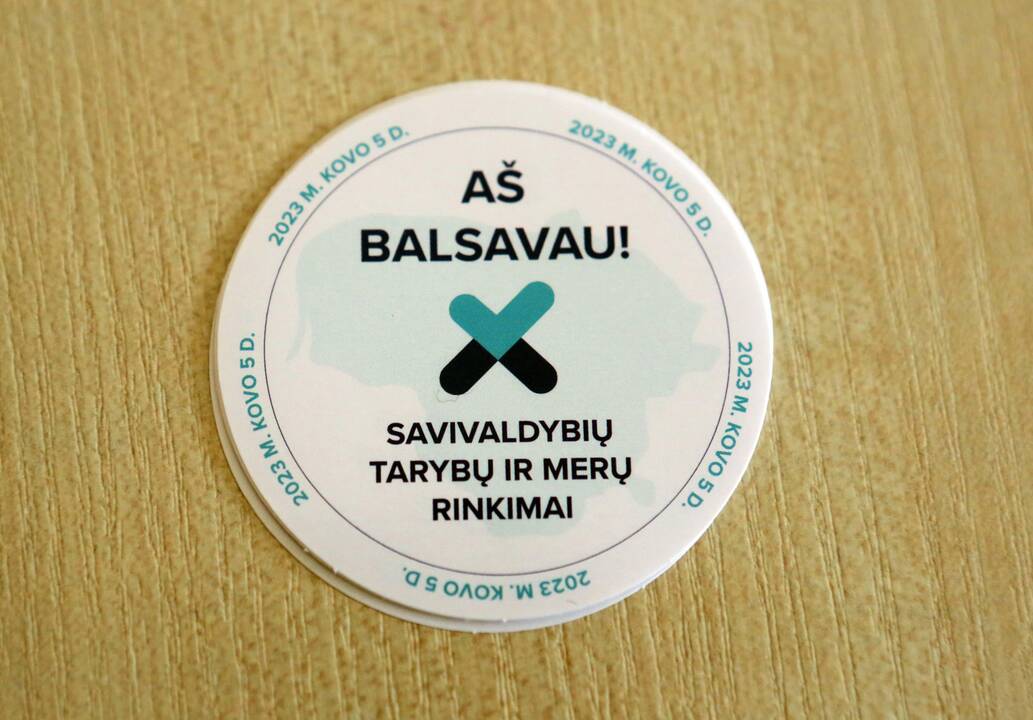 2023 M. KOVO 5 D.
2023 M. KOVO 5 D.
AŠ
BALSAVAU!
2023 M. KOVO 5 D.
2023 M. KOVO 5 D.
SAVIVALDYBIŲ
TARYBŲ IR MERŲ
RINKIMAI
2023 M. KOVO 5 D.